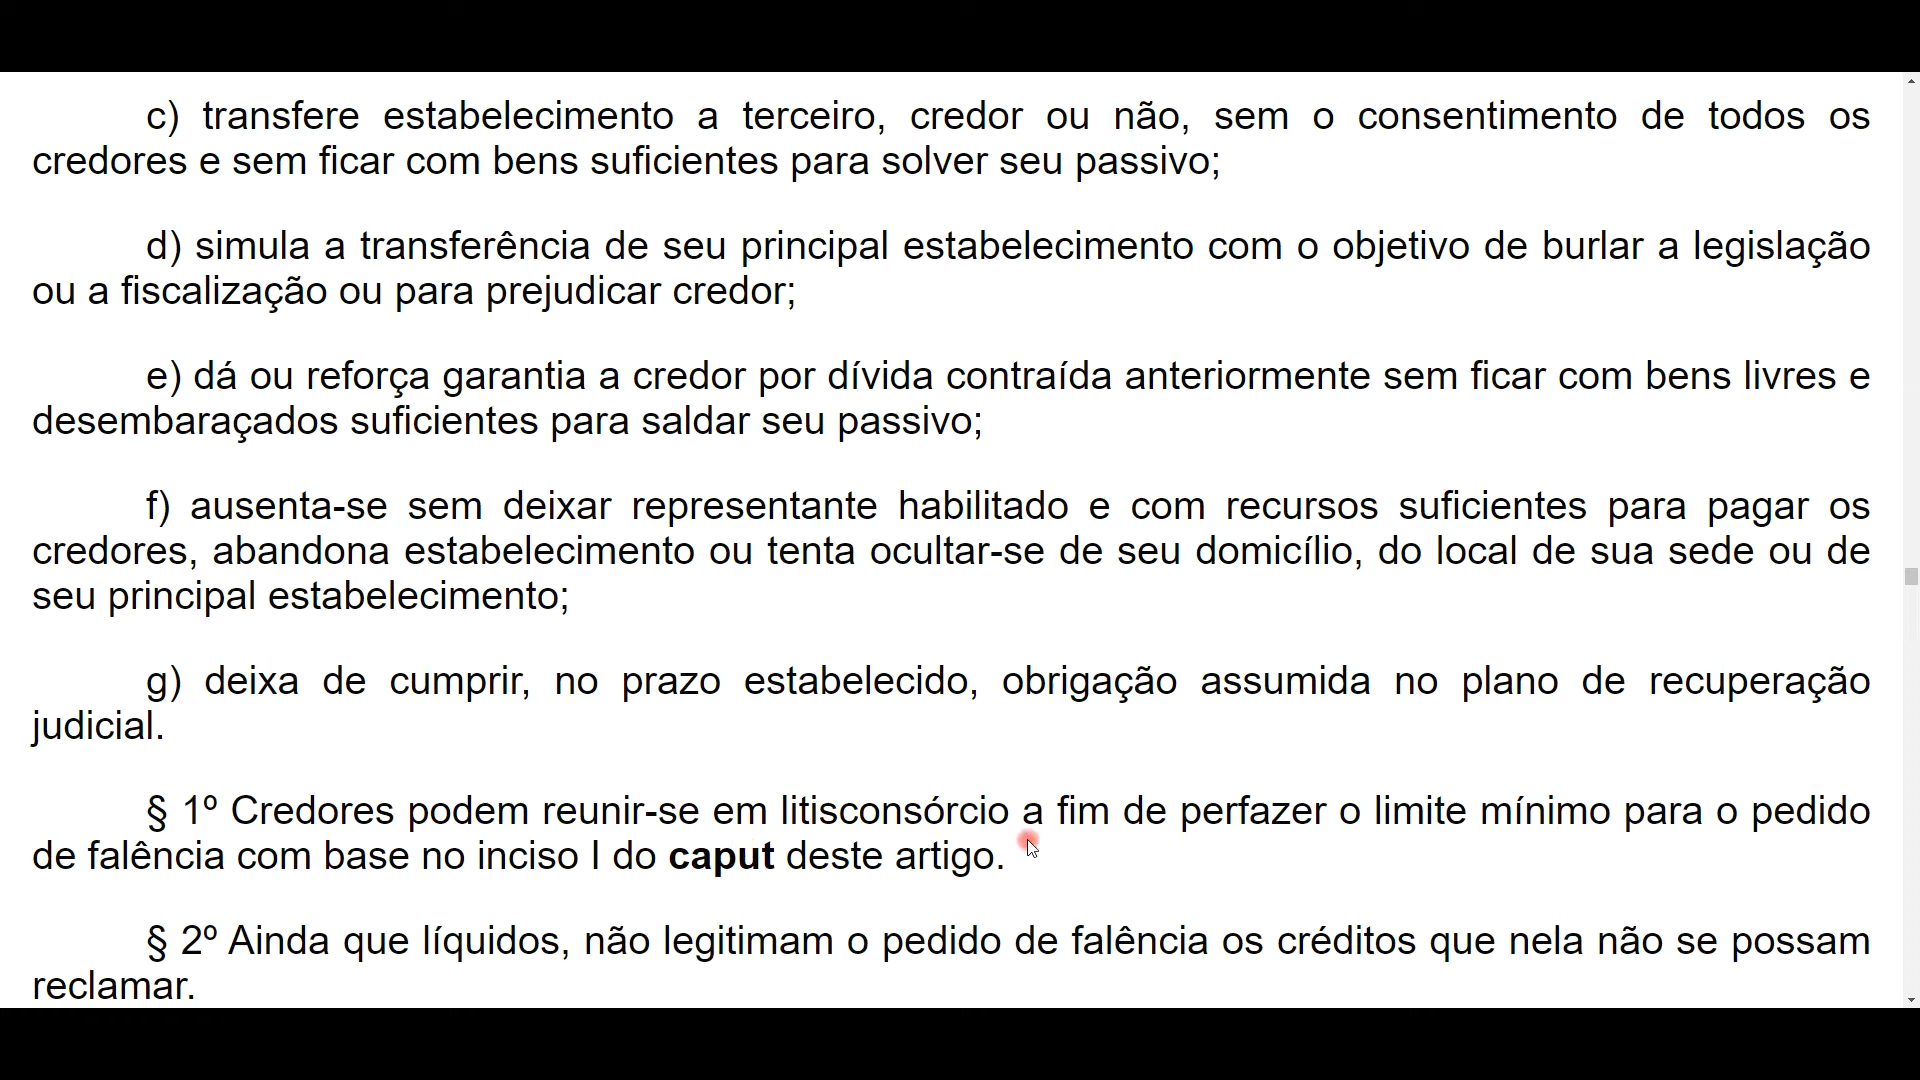 c) transfere estabelecimento a terceiro, credor ou não, sem o consentimento de todos os
credores e sem ficar com bens suficientes para solver seu passivo;
d) simula a transferência de seu principal estabelecimento com o objetivo de burlar a legislação
ou a fiscalização ou para prejudicar credor;
e) dá ou reforça garantia a credor por dívida contraída anteriormente sem ficar com bens livres e
desembaraçados suficientes para saldar seu passivo;
f) ausenta-se sem deixar representante habilitado e com recursos suficientes para pagar os
credores, abandona estabelecimento ou tenta ocultar-se de seu domicílio, do local de sua sede ou de
seu principal estabelecimento;
g) deixa de cumprir, no prazo estabelecido, obrigação assumida no plano de recuperação
judicial.
§ 1º Credores podem reunir-se em litisconsórcio a fim de perfazer o limite mínimo para o pedido
de falência com base no inciso I do caput deste artigo.
§ 2º Ainda que líquidos, não legitimam o pedido de falência os créditos que nela não se possam
reclamar.